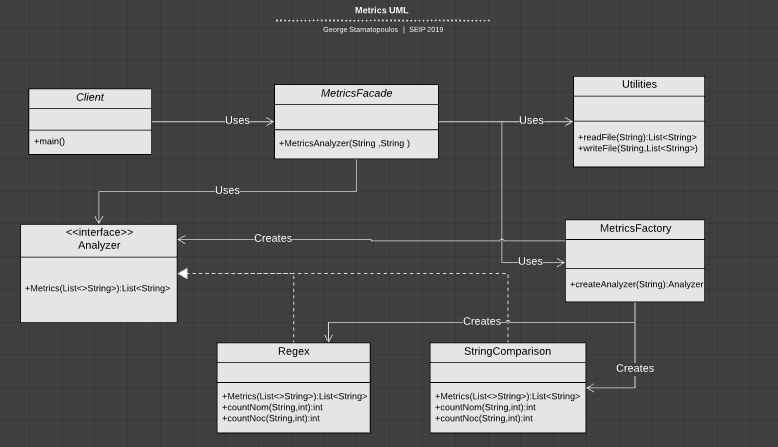 Metrics UML
George Stamatopoulos | SEIP 2019
Client
+main()
Uses
MetricsFacade
+MetricsAnalyzer(String ,String )
Uses
Utilities
+readFile(String):List<String>
+writeFile(String,List<String>)
Uses
<<interface>>
Analyzer
+Metrics(List<>String>):List<String>
Creates
Uses
MetricsFactory
+createAnalyzer(String):Analyzer
Creates
Creates
Regex
+Metrics(List<>String>):List<String>
+countNom(String,int):int
+countNoc(String,int):int
StringComparison
+Metrics(List<>String>):List<String>
+countNom(String,int):int
+countNoc(String,int):int